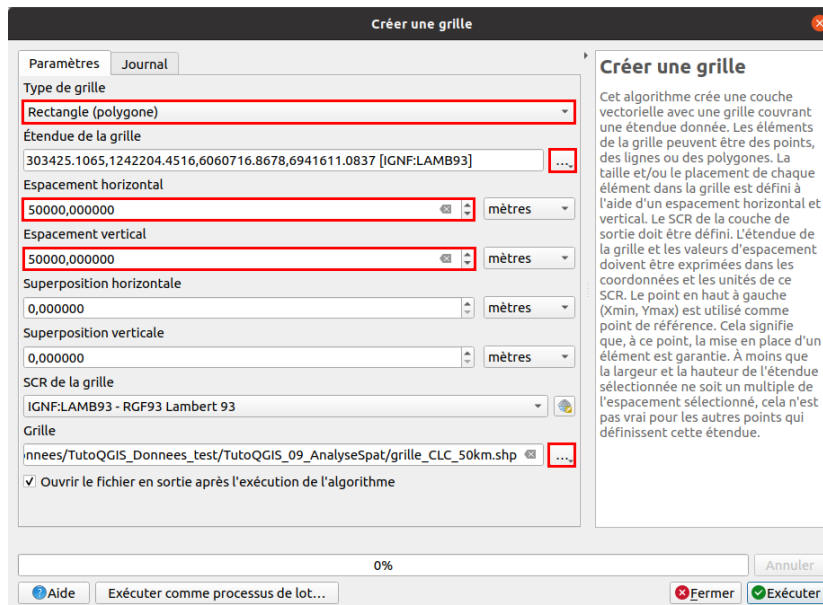 Créer une grille
Paramètres
Journal
Type de grille
Rectangle (polygone)
Étendue de la grille
303425.1065,1242204.4516,6060716.8678,6941611.0837 [IGNF:LAMB93]
...
Espacement horizontal
50000,000000
mètres
Espacement vertical
50000,000000
mètres
Superposition horizontale
0,000000
mètres
Superposition verticale
0,000000
mètres
SCR de la grille
IGNF:LAMB93 - RGF93 Lambert 93
Grille
nnees/TutoQGIS_Donnees_test/TutoQGIS_09_AnalyseSpat/grille_CLC_50km.shp
...
Ouvrir le fichier en sortie après l'exécution de l'algorithme
Créer une grille
Cet algorithme crée une couche
vectorielle avec une grille couvrant
une étendue donnée. Les éléments
de la grille peuvent être des points,
des lignes ou des polygones. La
taille et/ou le placement de chaque
élément dans la grille est défini à
l'aide d'un espacement horizontal et
vertical. Le SCR de la couche de
sortie doit être défini. L'étendue de
la grille et les valeurs d'espacement
doivent être exprimées dans les
coordonnées et les unités de ce
SCR. Le point en haut à gauche
(Xmin, Ymax) est utilisé comme
point de référence. Cela signifie
que, à ce point, la mise en place d'un
élément est garantie. À moins que
la largeur et la hauteur de l'étendue
sélectionnée ne soit un multiple de
l'espacement sélectionné, cela n'est
pas vrai pour les autres points qui
définissent cette étendue.
0%
Annuler
Aide
Exécuter comme processus de lot...
Fermer
Exécuter